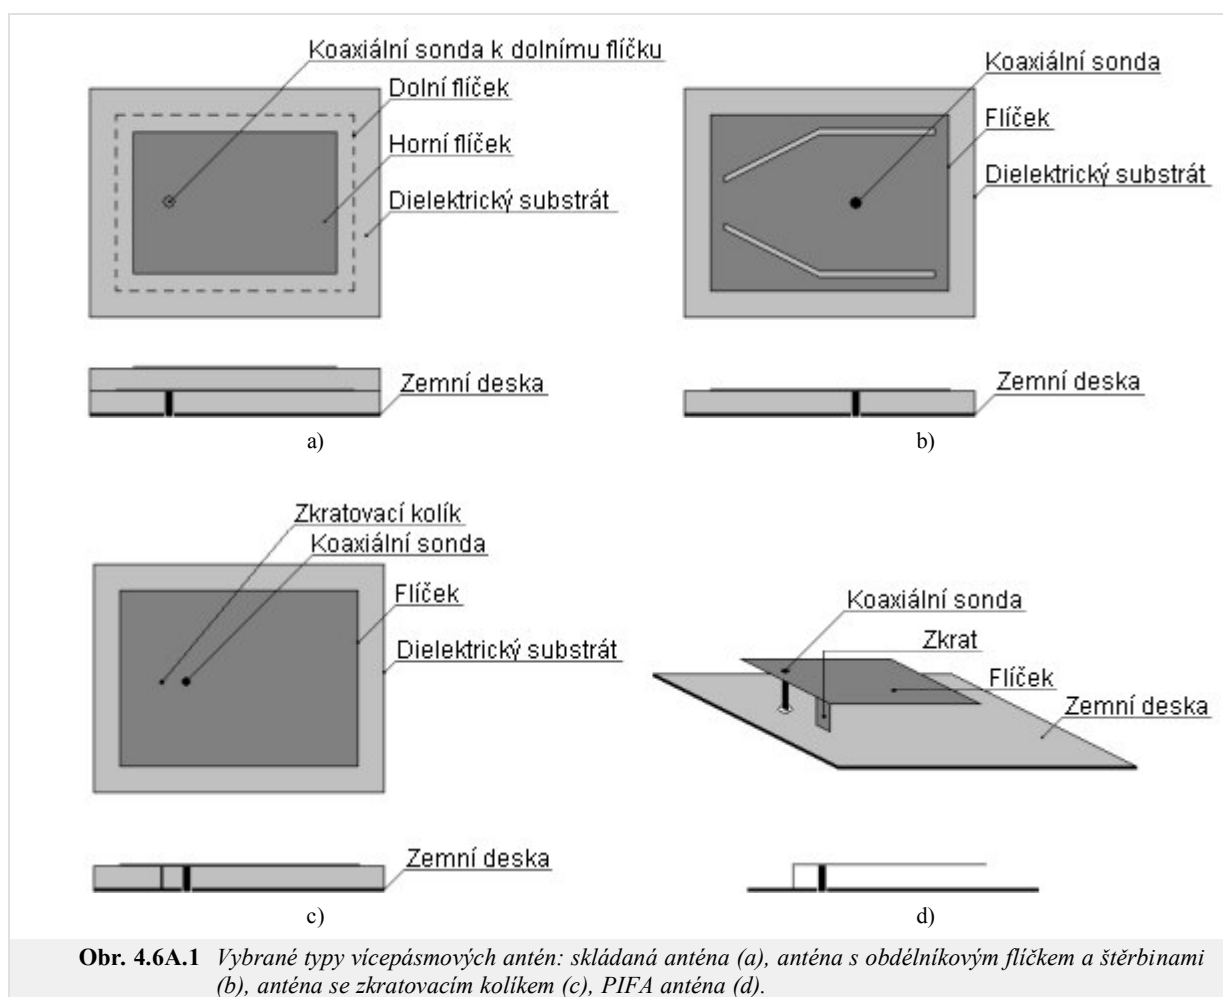 Koaxiální sonda k dolnímu flíčku
Dolní flíček
Horní flíček
Dielektrický substrát
Zemní deska
a)
Koaxiální sonda
Flíček
Dielektrický substrát
Zemní deska
b)
Zkratovací kolík
Koaxiální sonda
Flíček
Dielektrický substrát
Zemní deska
c)
Koaxiální sonda
Zkrat
Flíček
Zemní deska
d)
Obr. 4.6A.1 Vybrané typy vícepásmových antén: skládaná anténa (a), anténa s obdélníkovým flíčkem a štěrbinami
(b), anténa se zkratovacím kolíkem (c), PIFA anténa (d).